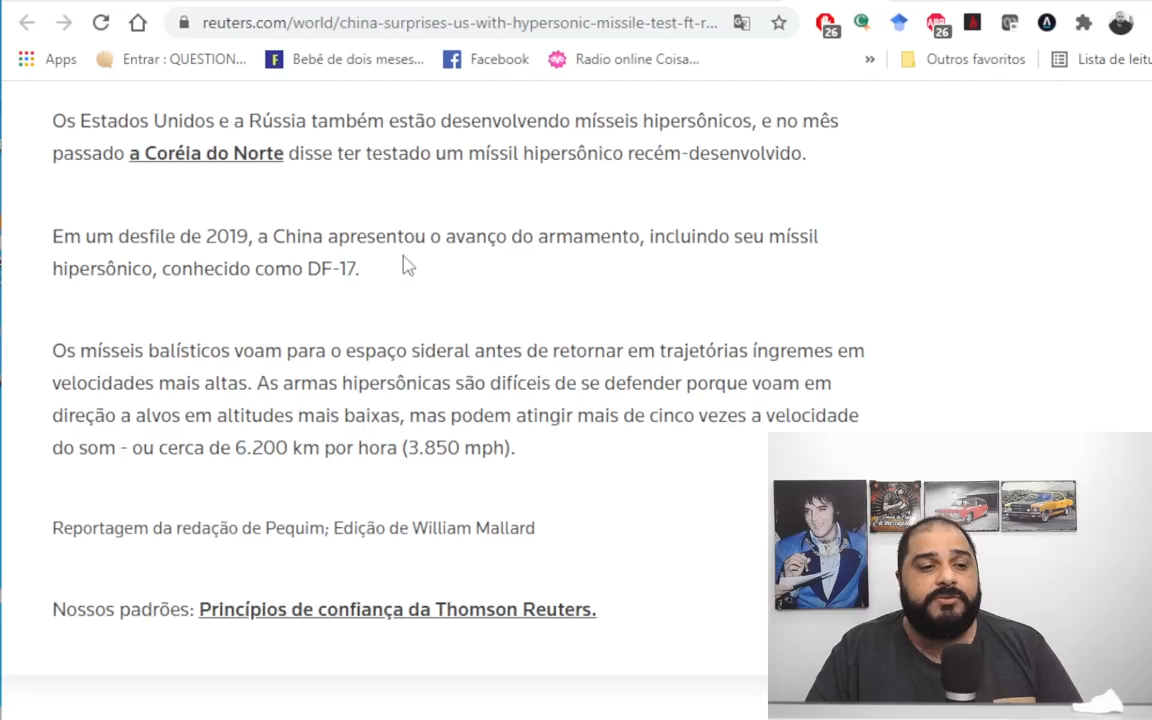 reuters.com/world/china-surprises-us-with-hypersonic-missile-test-ft-r...
26
26
Apps
Entrar : QUESTION...
Bebê de dois meses...
Facebook
Radio online Coisa...
»
Outros favoritos
Lista de leitu
Os Estados Unidos e a Rússia também estão desenvolvendo mísseis hipersônicos, e no mês
passado a Coréia do Norte disse ter testado um míssil hipersônico recém-desenvolvido.
Em um desfile de 2019, a China apresentou o avanço do armamento, incluindo seu míssil
hipersônico, conhecido como DF-17.
Os mísseis balísticos voam para o espaço sideral antes de retornar em trajetórias íngremes em
velocidades mais altas. As armas hipersônicas são difíceis de se defender porque voam em
direção a alvos em altitudes mais baixas, mas podem atingir mais de cinco vezes a velocidade
do som - ou cerca de 6.200 km por hora (3.850 mph).
Reportagem da redação de Pequim; Edição de William Mallard
Nossos padrões: Princípios de confiança da Thomson Reuters.